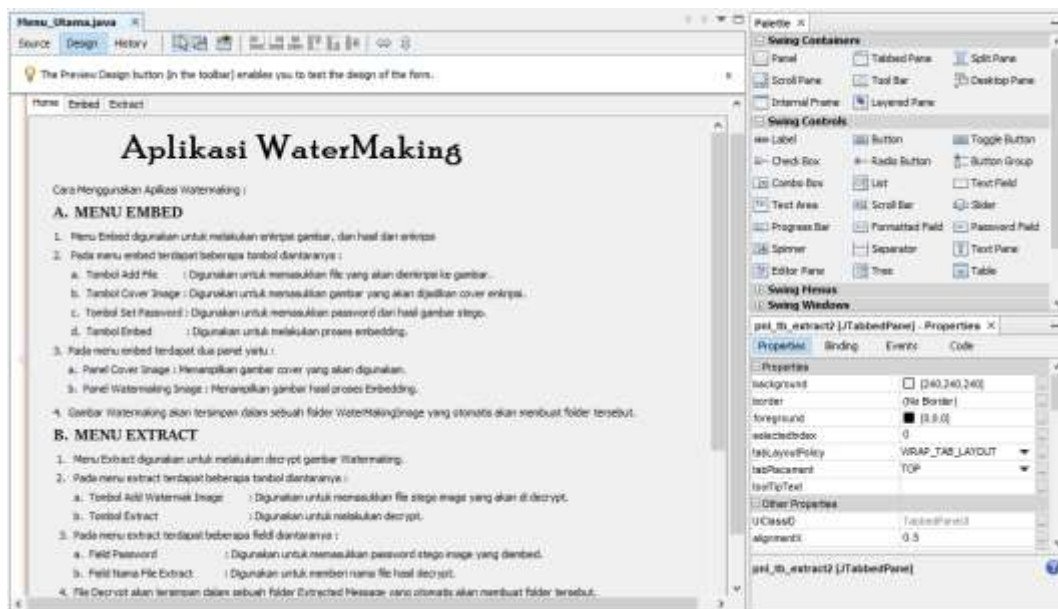 Menu_Utama.java
Source Design History
The Preview Design button (in the toolbar) enables you to test the design of the form.
Home Embed Extract
Aplikasi WaterMaking
Cara Menggunakan Aplikasi Watermaking :
A. MENU EMBED
1. Menu Embed digunakan untuk melakukan enkripsi gambar, dan hasil dari enkripsi
2. Pada menu embed terdapat beberapa tombol diantaranya :
a. Tombol Add File : Digunakan untuk memasukkan file yang akan dienkripsi ke gambar.
b. Tombol Cover Image : Digunakan untuk memasukkan gambar yang akan dijadikan cover enkripsi.
c. Tombol Set Password : Digunakan untuk memasukkan password dari hasil gambar stego.
d. Tombol Embed : Digunakan untuk melakukan proses embedding.
3. Pada menu embed terdapat dua panel yaitu :
a. Panel Cover Image : Menampilkan gambar cover yang akan digunakan.
b. Panel Watermaking Image : Menampilkan gambar hasil proses Embedding.
4. Gambar Watermaking akan tersimpan dalam sebuah folder WaterMakingImage yang otomatis akan membuat folder tersebut.
B. MENU EXTRACT
1. Menu Extract digunakan untuk melakukan decrypt gambar Watermaking.
2. Pada menu extract terdapat beberapa tombol diantaranya :
a. Tombol Add Watermak Image : Digunakan untuk memasukkan file stego image yang akan di decrypt.
b. Tombol Extract : Digunakan untuk melakukan decrypt.
3. Pada menu extract terdapat beberapa field diantaranya :
a. Field Password : Digunakan untuk memasukkan password stego image yang diembed.
b. Field Nama File Extract : Digunakan untuk memberi nama file hasil decrypt.
4. File Decrypt akan tersimpan dalam sebuah folder Extracted Message yang otomatis akan membuat folder tersebut.
Palette
Swing Containers
Panel Tabbed Pane Split Pane
Scroll Pane Tool Bar Desktop Pane
Internal Frame Layered Pane
Swing Controls
Label Button Toggle Button
Check Box Radio Button Button Group
Combo Box List Text Field
Text Area Scroll Bar Slider
Progress Bar Formatted Field Password Field
Spinner Separator Text Pane
Editor Pane Tree Table
Swing Menus
Swing Windows
pnl_tb_extract2 [JTabbedPane] - Properties
Properties Binding Events Code
Properties
background [240,240,240]
border (No Border)
foreground [0,0,0]
selectedIndex 0
tabLayoutPolicy WRAP_TAB_LAYOUT
tabPlacement TOP
toolTipText
Other Properties
UIClassID TabbedPaneUI
alignmentX 0.5
pnl_tb_extract2 [JTabbedPane]